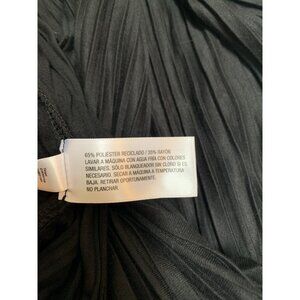 65% POLIÉSTER RECICLADO / 35% RAYÓN
LAVAR A MÁQUINA CON AGUA FRÍA CON COLORES
SIMILARES. SÓLO BLANQUEADOR SIN CLORO SI ES
NECESARIO. SECAR A MÁQUINA A TEMPERATURA
BAJA. RETIRAR OPORTUNAMENTE.
NO PLANCHAR.